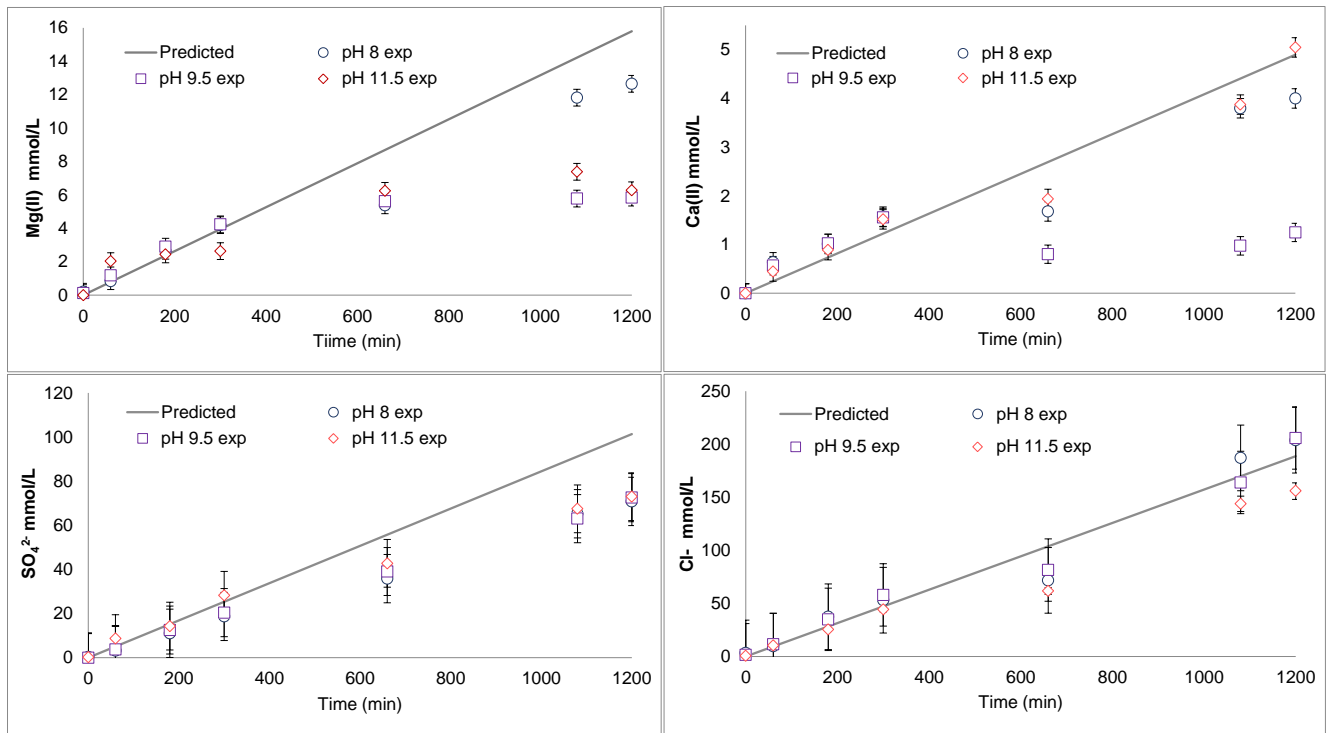 16
14
12
10
8
6
4
2
0
Mg(II) mmol/L
Predicted
pH 8 exp
pH 9.5 exp
pH 11.5 exp
0 200 400 600 800 1000 1200
Tiime (min)
5
4
3
2
1
0
Ca(II) mmol/L
Predicted
pH 8 exp
pH 9.5 exp
pH 11.5 exp
0 200 400 600 800 1000 1200
Time (min)
120
100
80
60
40
20
0
SO₄²⁻ mmol/L
Predicted
pH 8 exp
pH 9.5 exp
pH 11.5 exp
0 200 400 600 800 1000 1200
Time (min)
250
200
150
100
50
0
Cl- mmol/L
Predicted
pH 8 exp
pH 9.5 exp
pH 11.5 exp
0 200 400 600 800 1000 1200
Time (min)